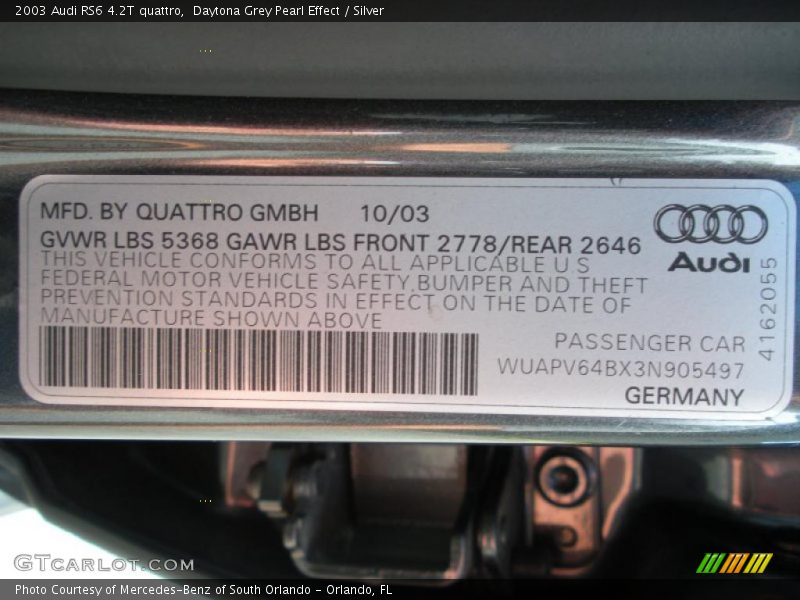 2003 Audi RS6 4.2T quattro,  Daytona Grey Pearl Effect / Silver
MFD. BY QUATTRO GMBH 10/03
GVWR LBS 5368 GAWR LBS FRONT 2778/REAR 2646
THIS VEHICLE CONFORMS TO ALL APPLICABLE U.S
FEDERAL MOTOR VEHICLE SAFETY,BUMPER AND THEFT
PREVENTION STANDARDS IN EFFECT ON THE DATE OF
MANUFACTURE SHOWN ABOVE
Audi
4162055
PASSENGER CAR
WUAPV64BX3N905497
GERMANY
GTCARLOT.COM
Photo Courtesy of Mercedes-Benz of South Orlando - Orlando, FL